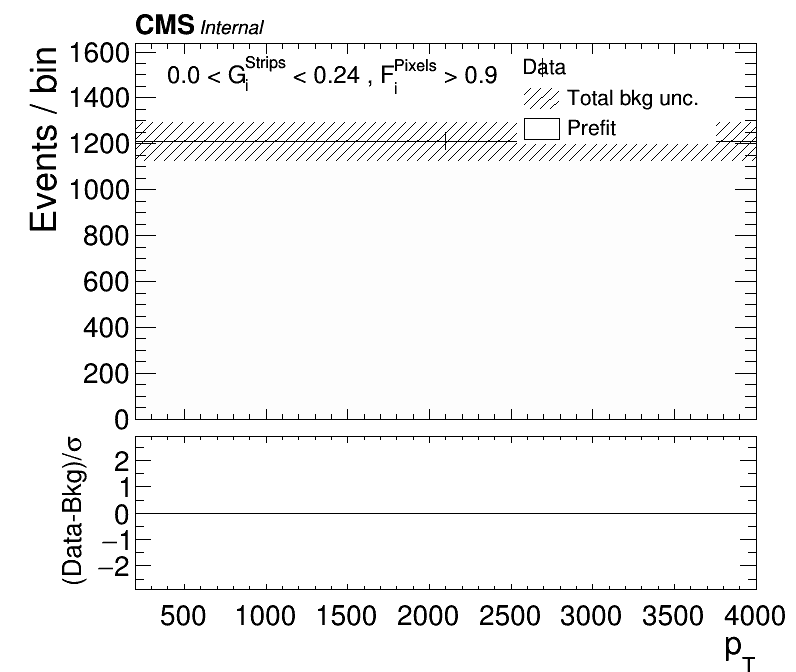 CMS Internal
0.0 < G_i^Strips < 0.24 , F_i^Pixels > 0.9
Data
Total bkg unc.
Prefit
Events / bin
1600
1400
1200
1000
800
600
400
200
0
(Data-Bkg)/σ
2
1
0
−1
−2
500 1000 1500 2000 2500 3000 3500 4000
p_T